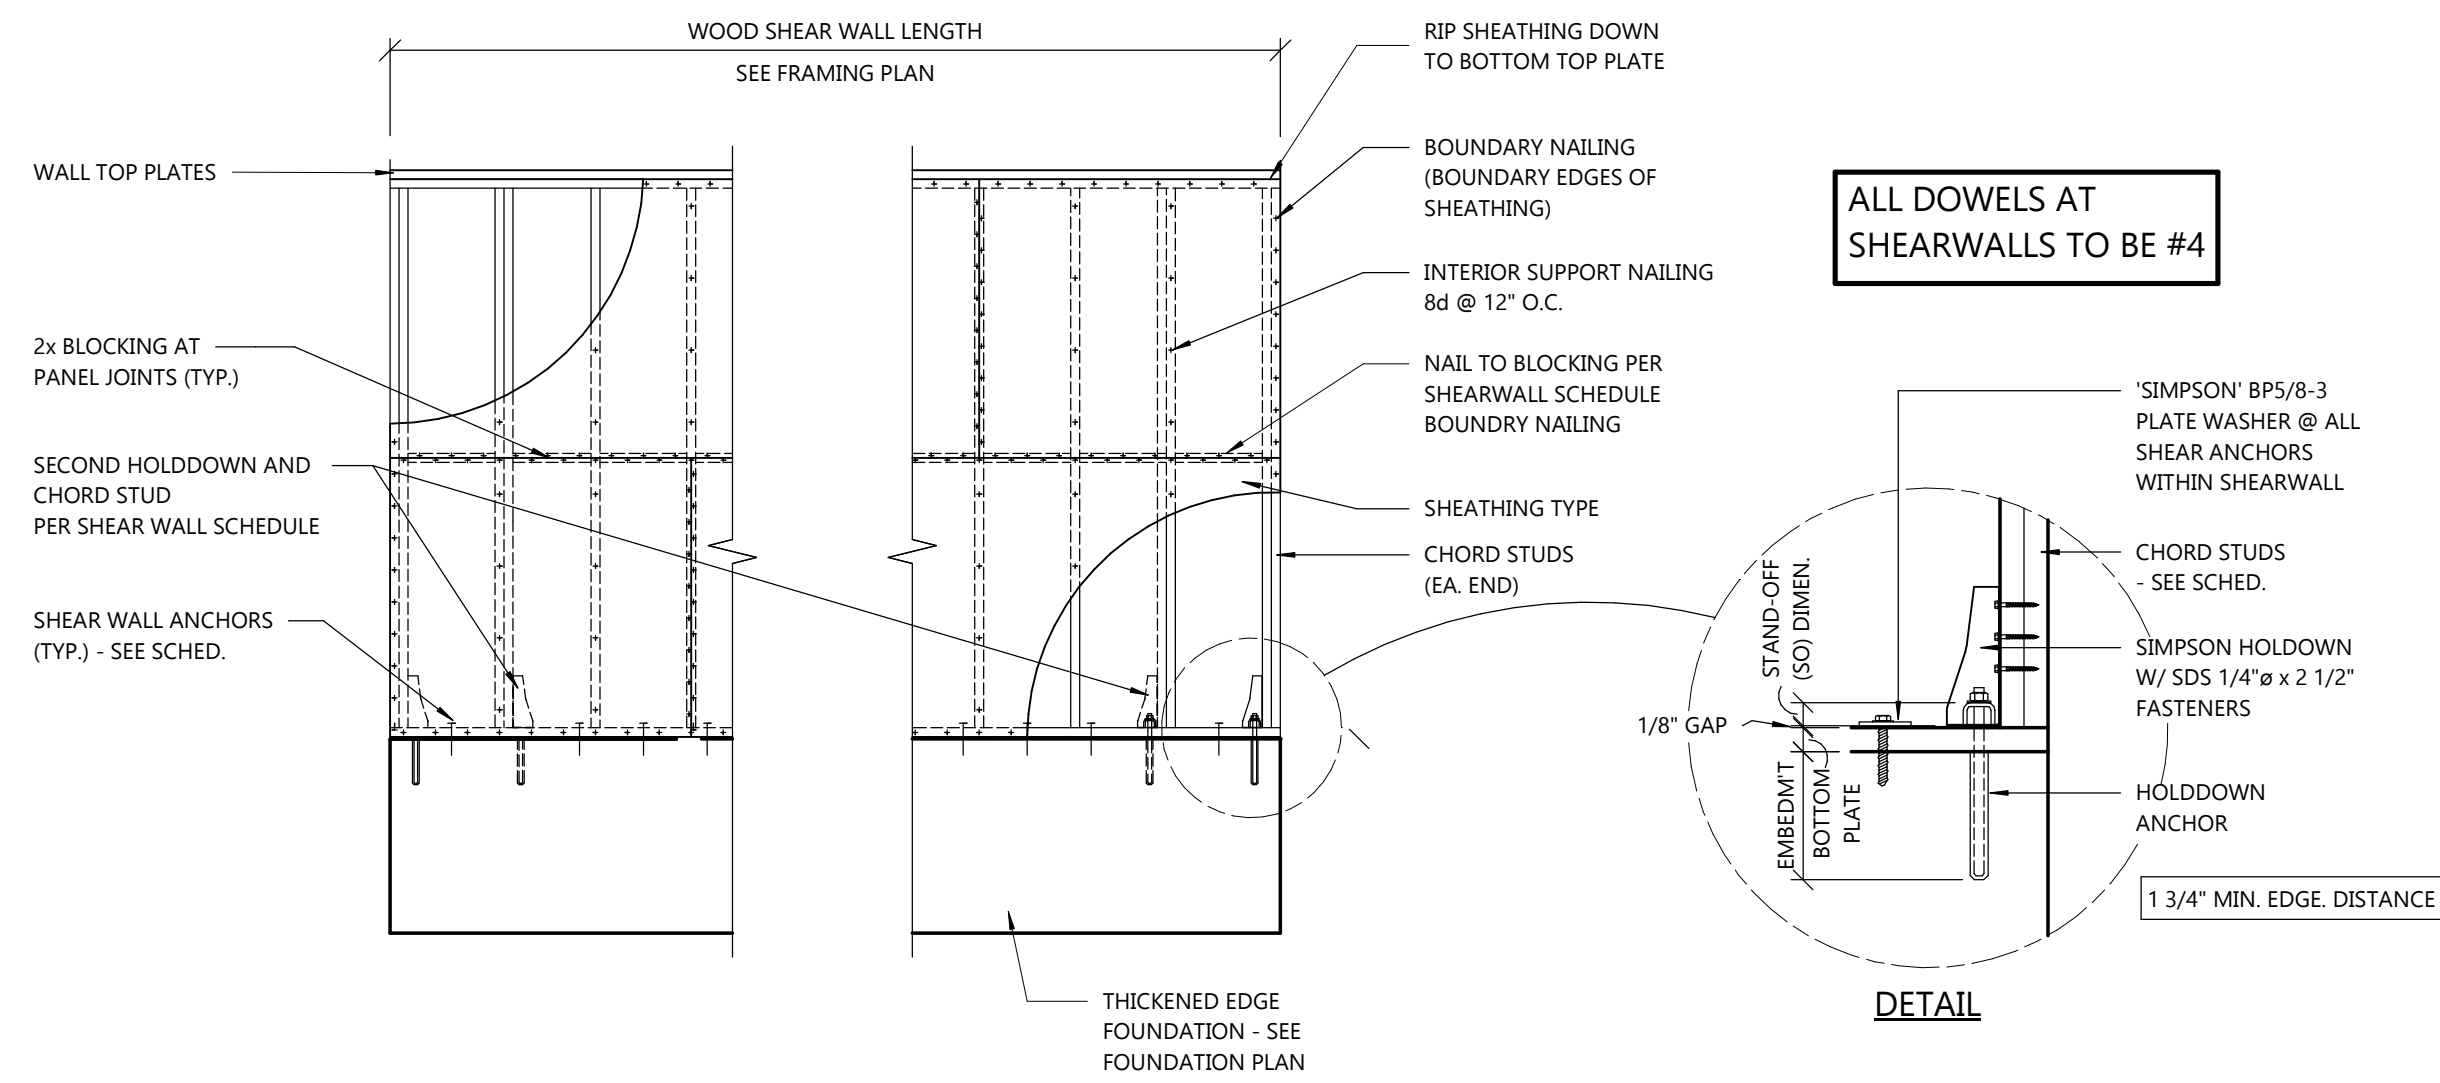 WOOD SHEAR WALL LENGTH
SEE FRAMING PLAN
WALL TOP PLATES
2x BLOCKING AT
PANEL JOINTS (TYP.)
SECOND HOLDDOWN AND
CHORD STUD
PER SHEAR WALL SCHEDULE
SHEAR WALL ANCHORS
(TYP.) - SEE SCHED.
RIP SHEATHING DOWN
TO BOTTOM TOP PLATE
BOUNDARY NAILING
(BOUNDARY EDGES OF
SHEATHING)
INTERIOR SUPPORT NAILING
8d @ 12" O.C.
NAIL TO BLOCKING PER
SHEARWALL SCHEDULE
BOUNDRY NAILING
SHEATHING TYPE
CHORD STUDS
(EA. END)
THICKENED EDGE
FOUNDATION - SEE
FOUNDATION PLAN
ALL DOWELS AT
SHEARWALLS TO BE #4
'SIMPSON' BP5/8-3
PLATE WASHER @ ALL
SHEAR ANCHORS
WITHIN SHEARWALL
CHORD STUDS
- SEE SCHED.
SIMPSON HOLDOWN
W/ SDS 1/4"ø x 2 1/2"
FASTENERS
HOLDDOWN
ANCHOR
1 3/4" MIN. EDGE. DISTANCE
STAND-OFF
(SO) DIMEN.
1/8" GAP
EMBEDM'T
BOTTOM
PLATE
DETAIL